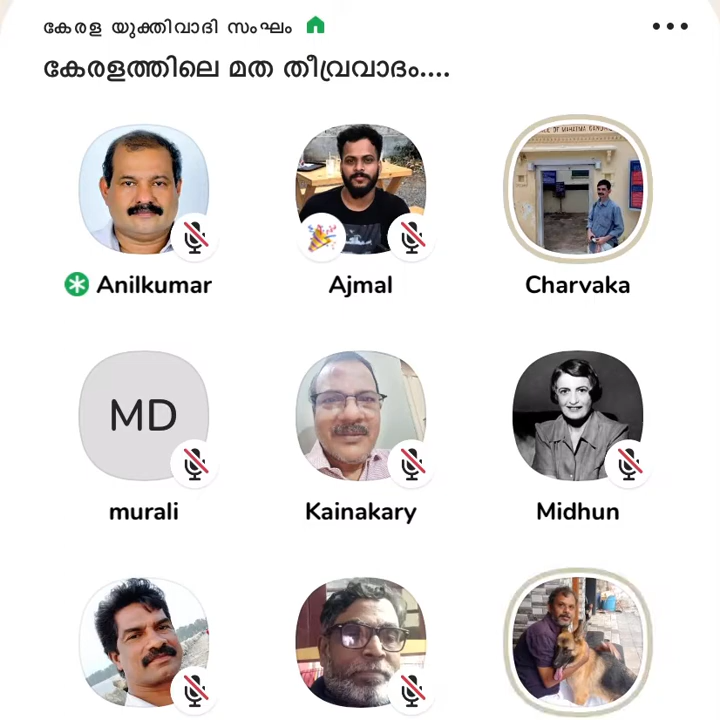 കേരള യുക്തിവാദി സംഘം
കേരളത്തിലെ മത തീവ്രവാദം....
Anilkumar
Ajmal
Charvaka
MD
murali
Kainakary
Midhun